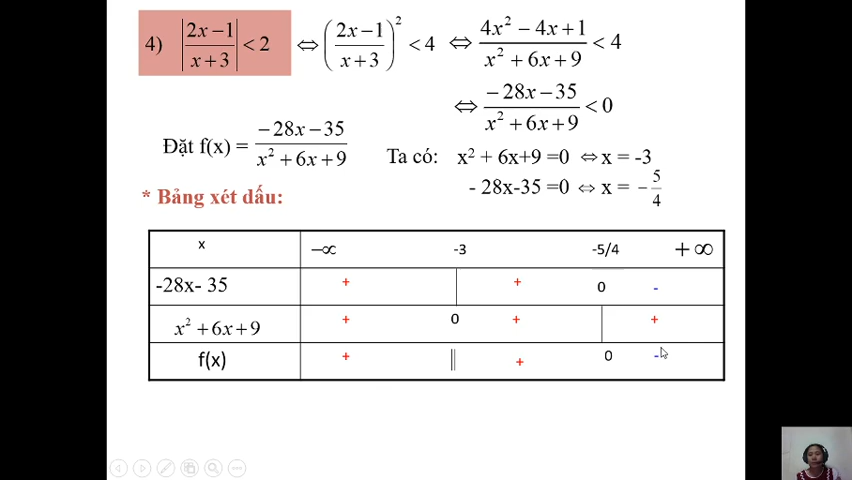 4) |(2x−1)/(x+3)| < 2 ⇔ ((2x−1)/(x+3))² < 4 ⇔ (4x² − 4x + 1)/(x² + 6x + 9) < 4
⇔ (−28x − 35)/(x² + 6x + 9) < 0
Đặt f(x) = (−28x − 35)/(x² + 6x + 9)
Ta có: x² + 6x+9 =0 ⇔ x = -3
- 28x-35 =0 ⇔ x = −5/4
* Bảng xét dấu:
x −∞ -3 -5/4 +∞
-28x- 35 + | + 0 -
x² + 6x + 9 + 0 + | +
f(x) + || + 0 -